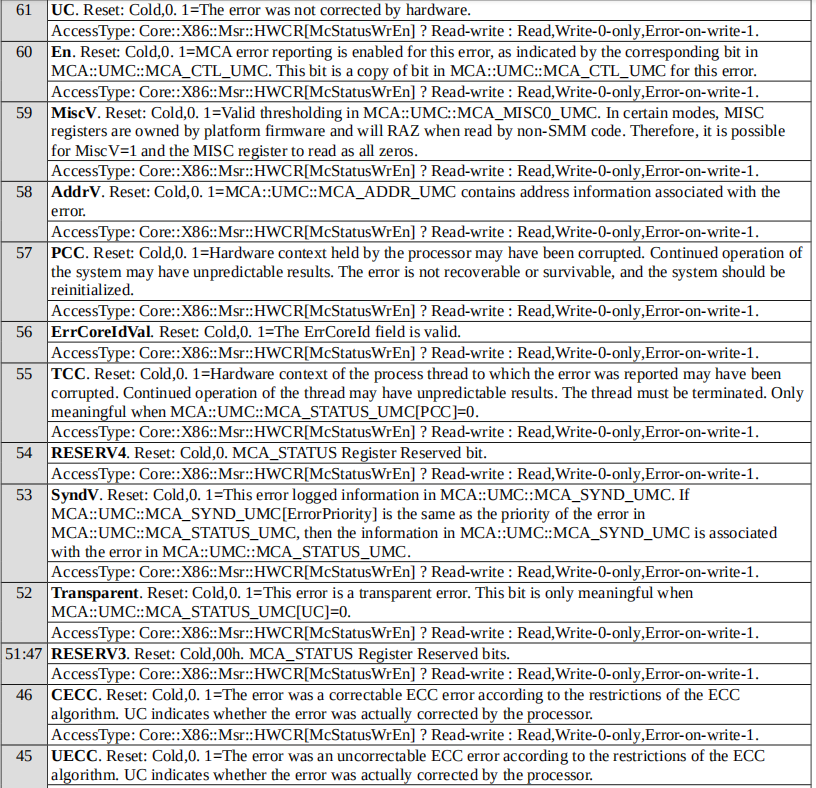 61 UC. Reset: Cold,0. 1=The error was not corrected by hardware.
AccessType: Core::X86::Msr::HWCR[McStatusWrEn] ? Read-write : Read,Write-0-only,Error-on-write-1.
60 En. Reset: Cold,0. 1=MCA error reporting is enabled for this error, as indicated by the corresponding bit in
MCA::UMC::MCA_CTL_UMC. This bit is a copy of bit in MCA::UMC::MCA_CTL_UMC for this error.
AccessType: Core::X86::Msr::HWCR[McStatusWrEn] ? Read-write : Read,Write-0-only,Error-on-write-1.
59 MiscV. Reset: Cold,0. 1=Valid thresholding in MCA::UMC::MCA_MISC0_UMC. In certain modes, MISC
registers are owned by platform firmware and will RAZ when read by non-SMM code. Therefore, it is possible
for MiscV=1 and the MISC register to read as all zeros.
AccessType: Core::X86::Msr::HWCR[McStatusWrEn] ? Read-write : Read,Write-0-only,Error-on-write-1.
58 AddrV. Reset: Cold,0. 1=MCA::UMC::MCA_ADDR_UMC contains address information associated with the
error.
AccessType: Core::X86::Msr::HWCR[McStatusWrEn] ? Read-write : Read,Write-0-only,Error-on-write-1.
57 PCC. Reset: Cold,0. 1=Hardware context held by the processor may have been corrupted. Continued operation of
the system may have unpredictable results. The error is not recoverable or survivable, and the system should be
reinitialized.
AccessType: Core::X86::Msr::HWCR[McStatusWrEn] ? Read-write : Read,Write-0-only,Error-on-write-1.
56 ErrCoreIdVal. Reset: Cold,0. 1=The ErrCoreId field is valid.
AccessType: Core::X86::Msr::HWCR[McStatusWrEn] ? Read-write : Read,Write-0-only,Error-on-write-1.
55 TCC. Reset: Cold,0. 1=Hardware context of the process thread to which the error was reported may have been
corrupted. Continued operation of the thread may have unpredictable results. The thread must be terminated. Only
meaningful when MCA::UMC::MCA_STATUS_UMC[PCC]=0.
AccessType: Core::X86::Msr::HWCR[McStatusWrEn] ? Read-write : Read,Write-0-only,Error-on-write-1.
54 RESERV4. Reset: Cold,0. MCA_STATUS Register Reserved bit.
AccessType: Core::X86::Msr::HWCR[McStatusWrEn] ? Read-write : Read,Write-0-only,Error-on-write-1.
53 SyndV. Reset: Cold,0. 1=This error logged information in MCA::UMC::MCA_SYND_UMC. If
MCA::UMC::MCA_SYND_UMC[ErrorPriority] is the same as the priority of the error in
MCA::UMC::MCA_STATUS_UMC, then the information in MCA::UMC::MCA_SYND_UMC is associated
with the error in MCA::UMC::MCA_STATUS_UMC.
AccessType: Core::X86::Msr::HWCR[McStatusWrEn] ? Read-write : Read,Write-0-only,Error-on-write-1.
52 Transparent. Reset: Cold,0. 1=This error is a transparent error. This bit is only meaningful when
MCA::UMC::MCA_STATUS_UMC[UC]=0.
AccessType: Core::X86::Msr::HWCR[McStatusWrEn] ? Read-write : Read,Write-0-only,Error-on-write-1.
51:47 RESERV3. Reset: Cold,00h. MCA_STATUS Register Reserved bits.
AccessType: Core::X86::Msr::HWCR[McStatusWrEn] ? Read-write : Read,Write-0-only,Error-on-write-1.
46 CECC. Reset: Cold,0. 1=The error was a correctable ECC error according to the restrictions of the ECC
algorithm. UC indicates whether the error was actually corrected by the processor.
AccessType: Core::X86::Msr::HWCR[McStatusWrEn] ? Read-write : Read,Write-0-only,Error-on-write-1.
45 UECC. Reset: Cold,0. 1=The error was an uncorrectable ECC error according to the restrictions of the ECC
algorithm. UC indicates whether the error was actually corrected by the processor.